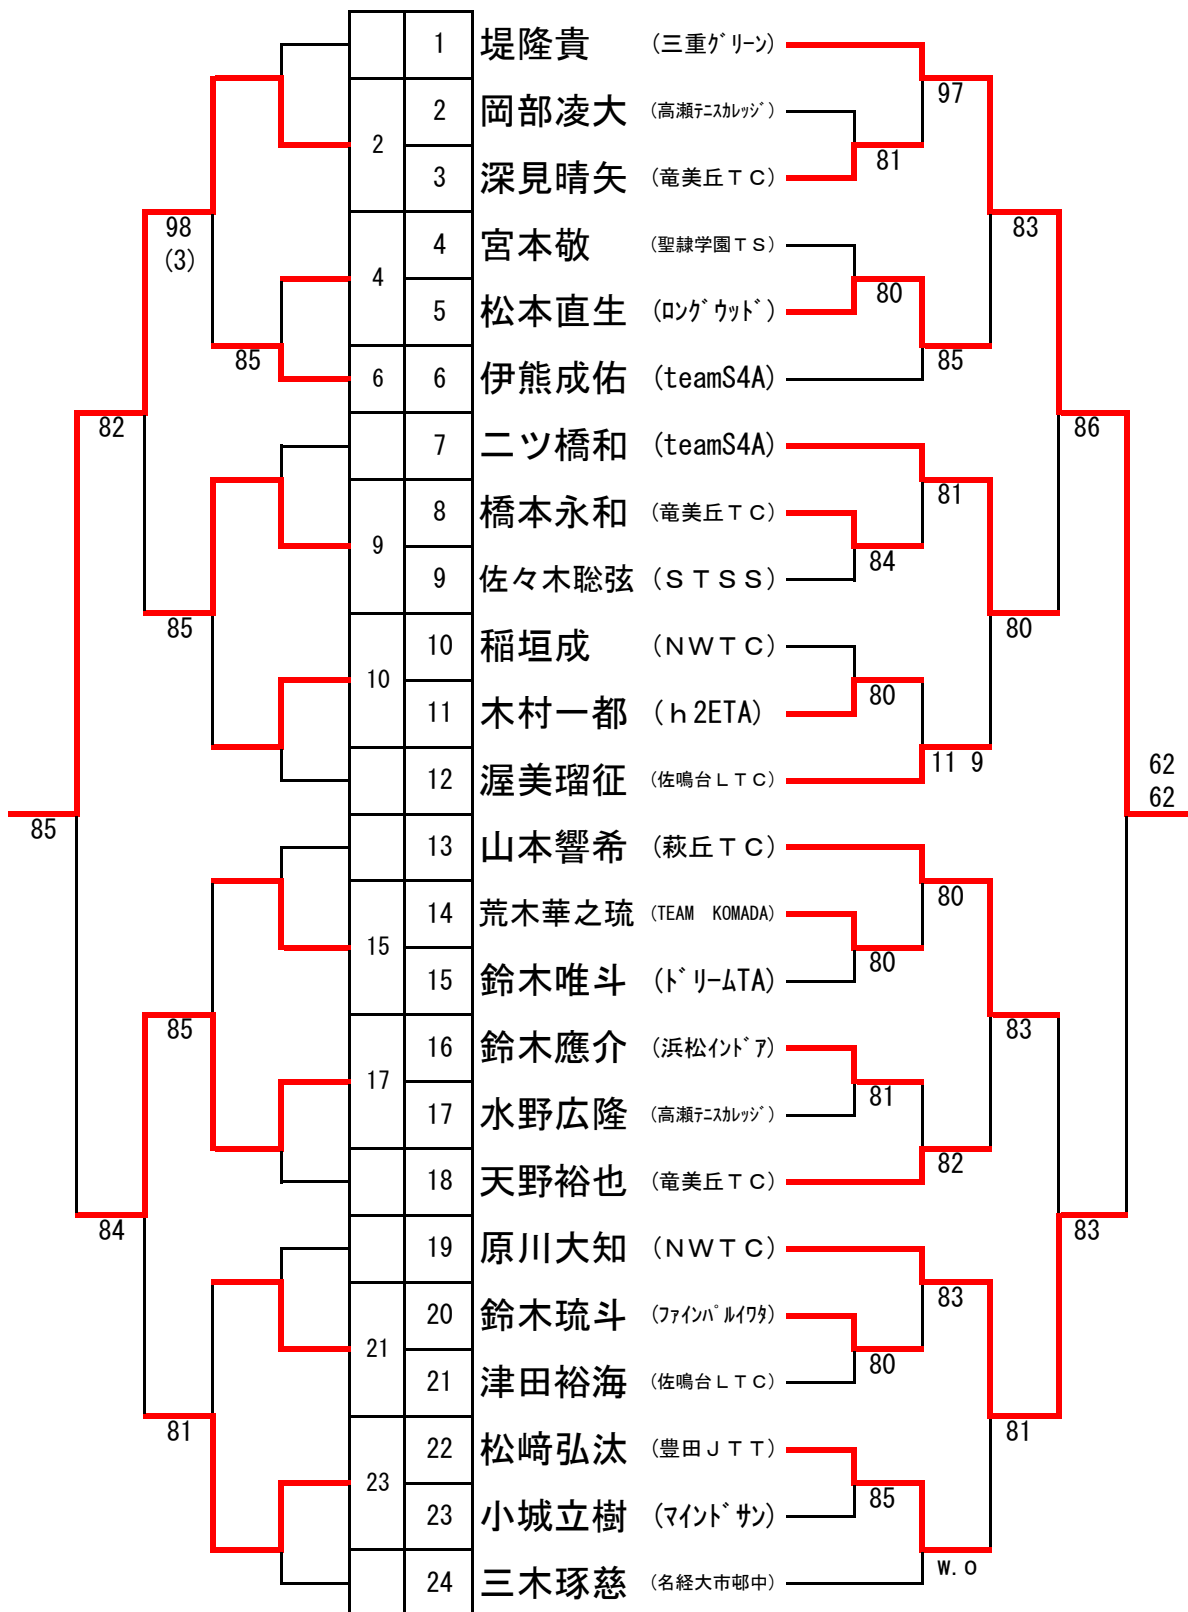 1 堤隆貴 (三重グリーン)
97
2 岡部凌大 (高瀬テニスカレッジ)
2
81
3 深見晴矢 (竜美丘TC)
98
83
(3)
4 宮本敬 (聖隷学園TS)
4
80
5 松本直生 (ロングウッド)
85
85
6 6 伊熊成佑 (teamS4A)
82
86
7 二ツ橋和 (teamS4A)
81
8 橋本永和 (竜美丘TC)
9
84
9 佐々木聡弦 (STSS)
85
80
10 稲垣成 (NWTC)
10
80
11 木村一都 (h2ETA)
11 9
12 渥美瑠征 (佐鳴台LTC)
62
62
85
13 山本響希 (萩丘TC)
80
14 荒木華之琉 (TEAM KOMADA)
15
80
15 鈴木唯斗 (ドリームTA)
85
83
16 鈴木應介 (浜松インドア)
17
81
17 水野広隆 (高瀬テニスカレッジ)
82
18 天野裕也 (竜美丘TC)
84
83
19 原川大知 (NWTC)
83
20 鈴木琉斗 (ファインパルイワタ)
21
80
21 津田裕海 (佐鳴台LTC)
81
81
22 松﨑弘汰 (豊田JTT)
23
85
23 小城立樹 (マインドサン)
w.o
24 三木琢慈 (名経大市邨中)